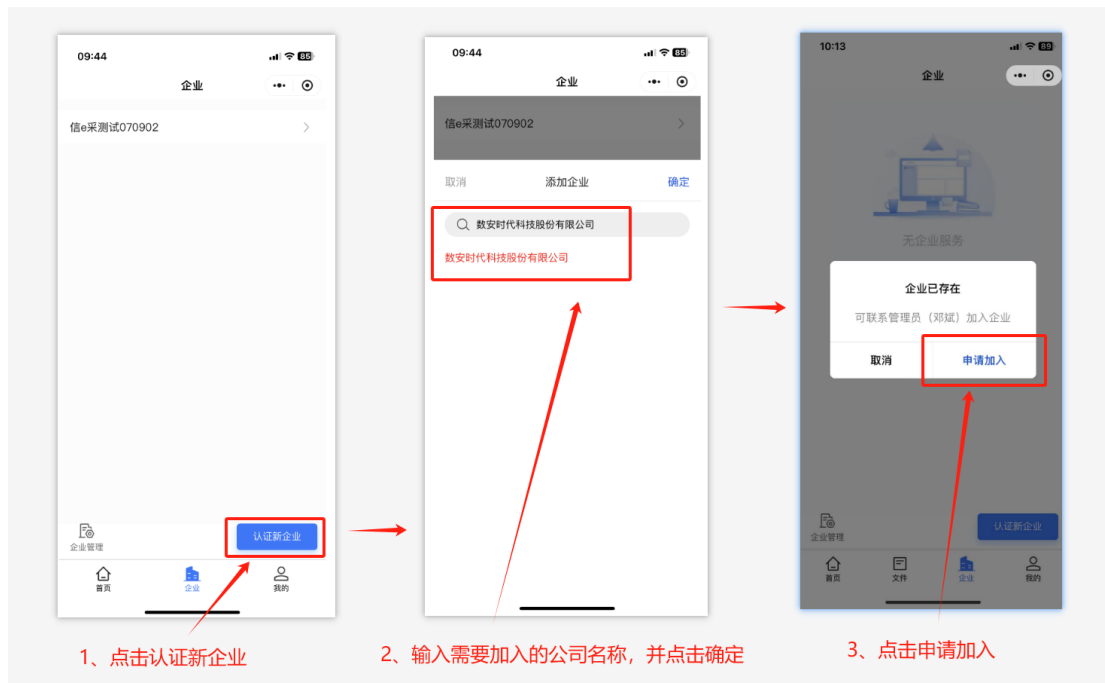 09:44
85
企业
信e采测试070902
企业管理
认证新企业
首页
企业
我的
1、点击认证新企业
09:44
85
企业
信e采测试070902
取消
添加企业
确定
数安时代科技股份有限公司
数安时代科技股份有限公司
2、输入需要加入的公司名称，并点击确定
10:13
89
企业
无企业服务
企业已存在
可联系管理员（邓斌）加入企业
取消
申请加入
企业管理
认证新企业
首页
文件
企业
我的
3、点击申请加入